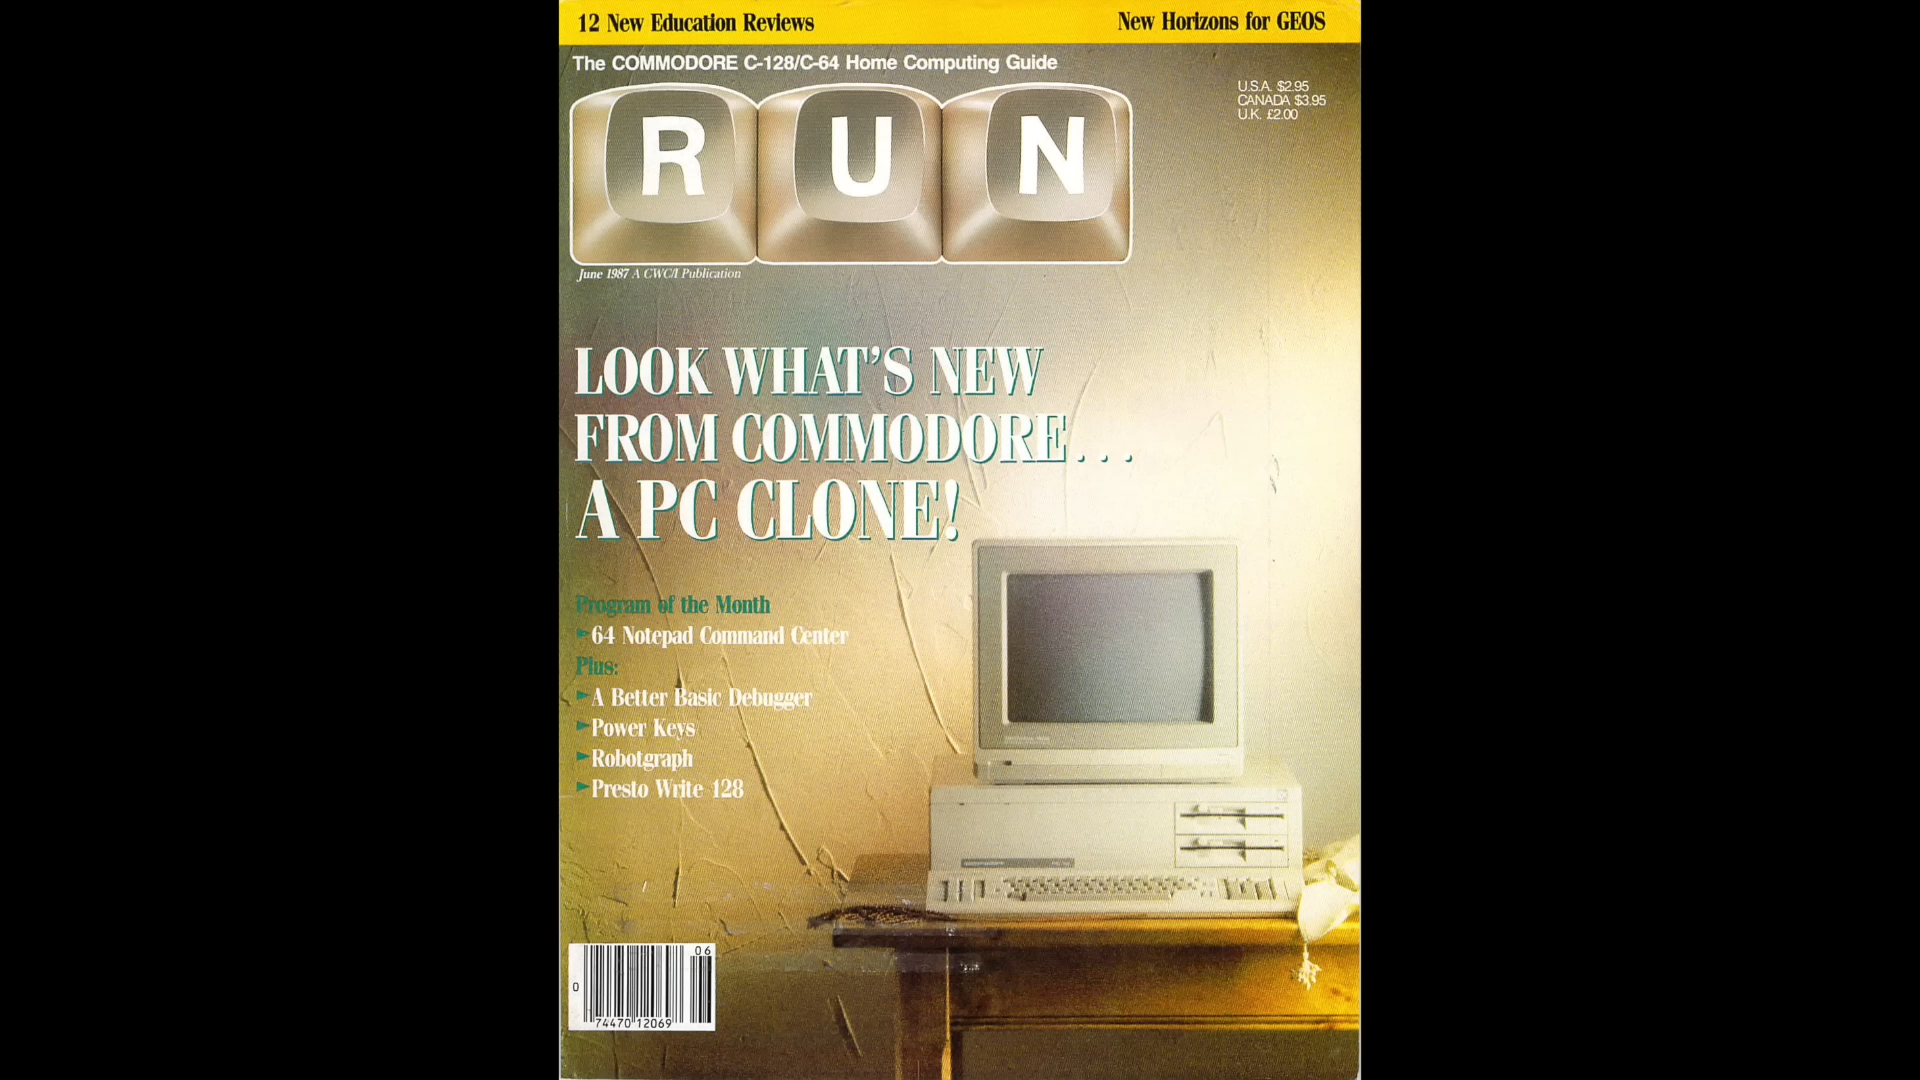 12 New Education Reviews
New Horizons for GEOS
The COMMODORE C-128/C-64 Home Computing Guide
U.S.A. $2.95
CANADA $3.95
U.K. £2.00
RUN
June 1987 A CWC/I Publication
LOOK WHAT'S NEW
FROM COMMODORE...
A PC CLONE!
Program of the Month
►64 Notepad Command Center
Plus:
►A Better Basic Debugger
►Power Keys
►Robotgraph
►Presto Write 128
06
0
74470 12069